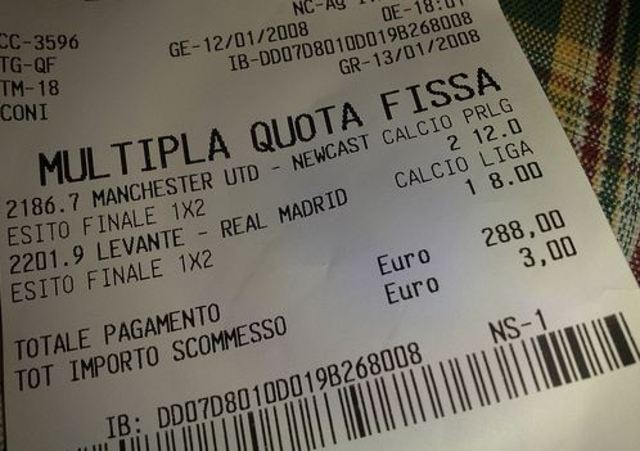 CC-3596
GE-12/01/2008
OE-18:01
TG-QF
IB-DD07D8010D019B268008
TM-18
GR-13/01/2008
CONI
MULTIPLA QUOTA FISSA
2186.7 MANCHESTER UTD - NEWCAST CALCIO PRLG
ESITO FINALE 1X2 2 12.0
2201.9 LEVANTE - REAL MADRID CALCIO LIGA
ESITO FINALE 1X2 1 8.00
TOTALE PAGAMENTO Euro 288,00
TOT IMPORTO SCOMMESSO Euro 3,00
NS-1
IB: DD07D8010D019B268008